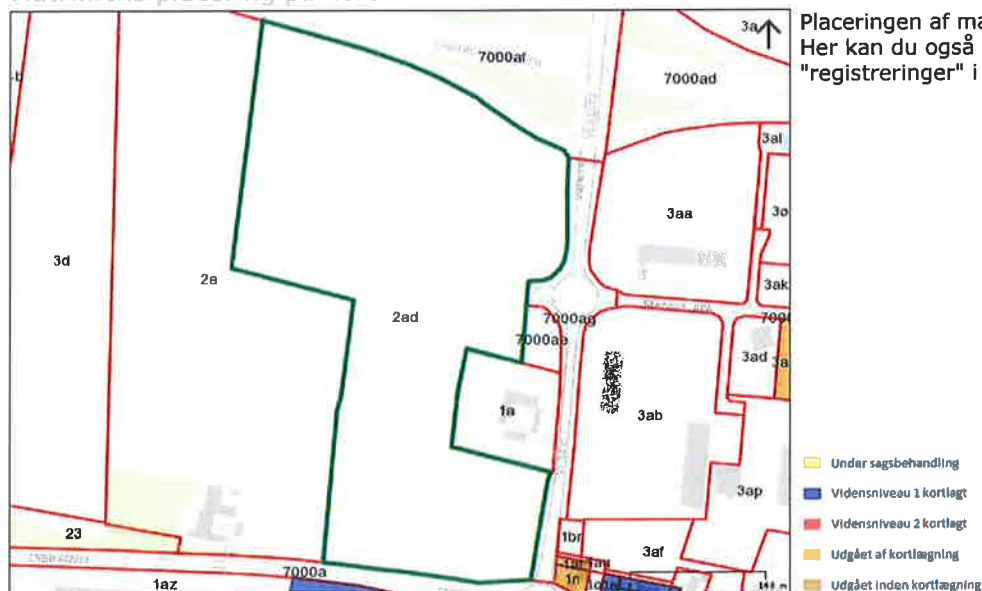 Placeringen af ma
Her kan du også
"registreringer" i
3a
7000af
7000ad
3al
3aa
3ø
3d
2a
3ak
2ad
7000ag
7000ae
3ad
1a
3ab
3ap
23
1br
3af
7000a
1az
1n
Under sagsbehandling
Vidensniveau 1 kortlagt
Vidensniveau 2 kortlagt
Udgået af kortlægning
Udgået inden kortlægning